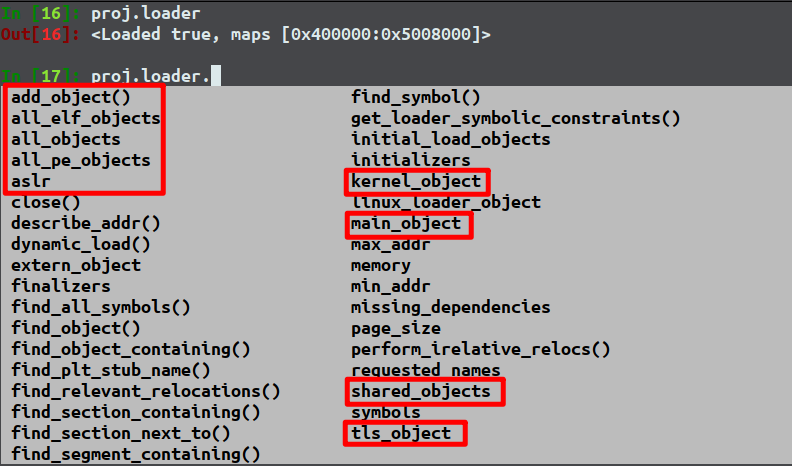 In [16]: proj.loader
Out[16]: <Loaded true, maps [0x400000:0x5008000]>
In [17]: proj.loader.
add_object() find_symbol()
all_elf_objects get_loader_symbolic_constraints()
all_objects initial_load_objects
all_pe_objects initializers
aslr kernel_object
close() linux_loader_object
describe_addr() main_object
dynamic_load() max_addr
extern_object memory
finalizers min_addr
find_all_symbols() missing_dependencies
find_object() page_size
find_object_containing() perform_irelative_relocs()
find_plt_stub_name() requested_names
find_relevant_relocations() shared_objects
find_section_containing() symbols
find_section_next_to() tls_object
find_segment_containing()